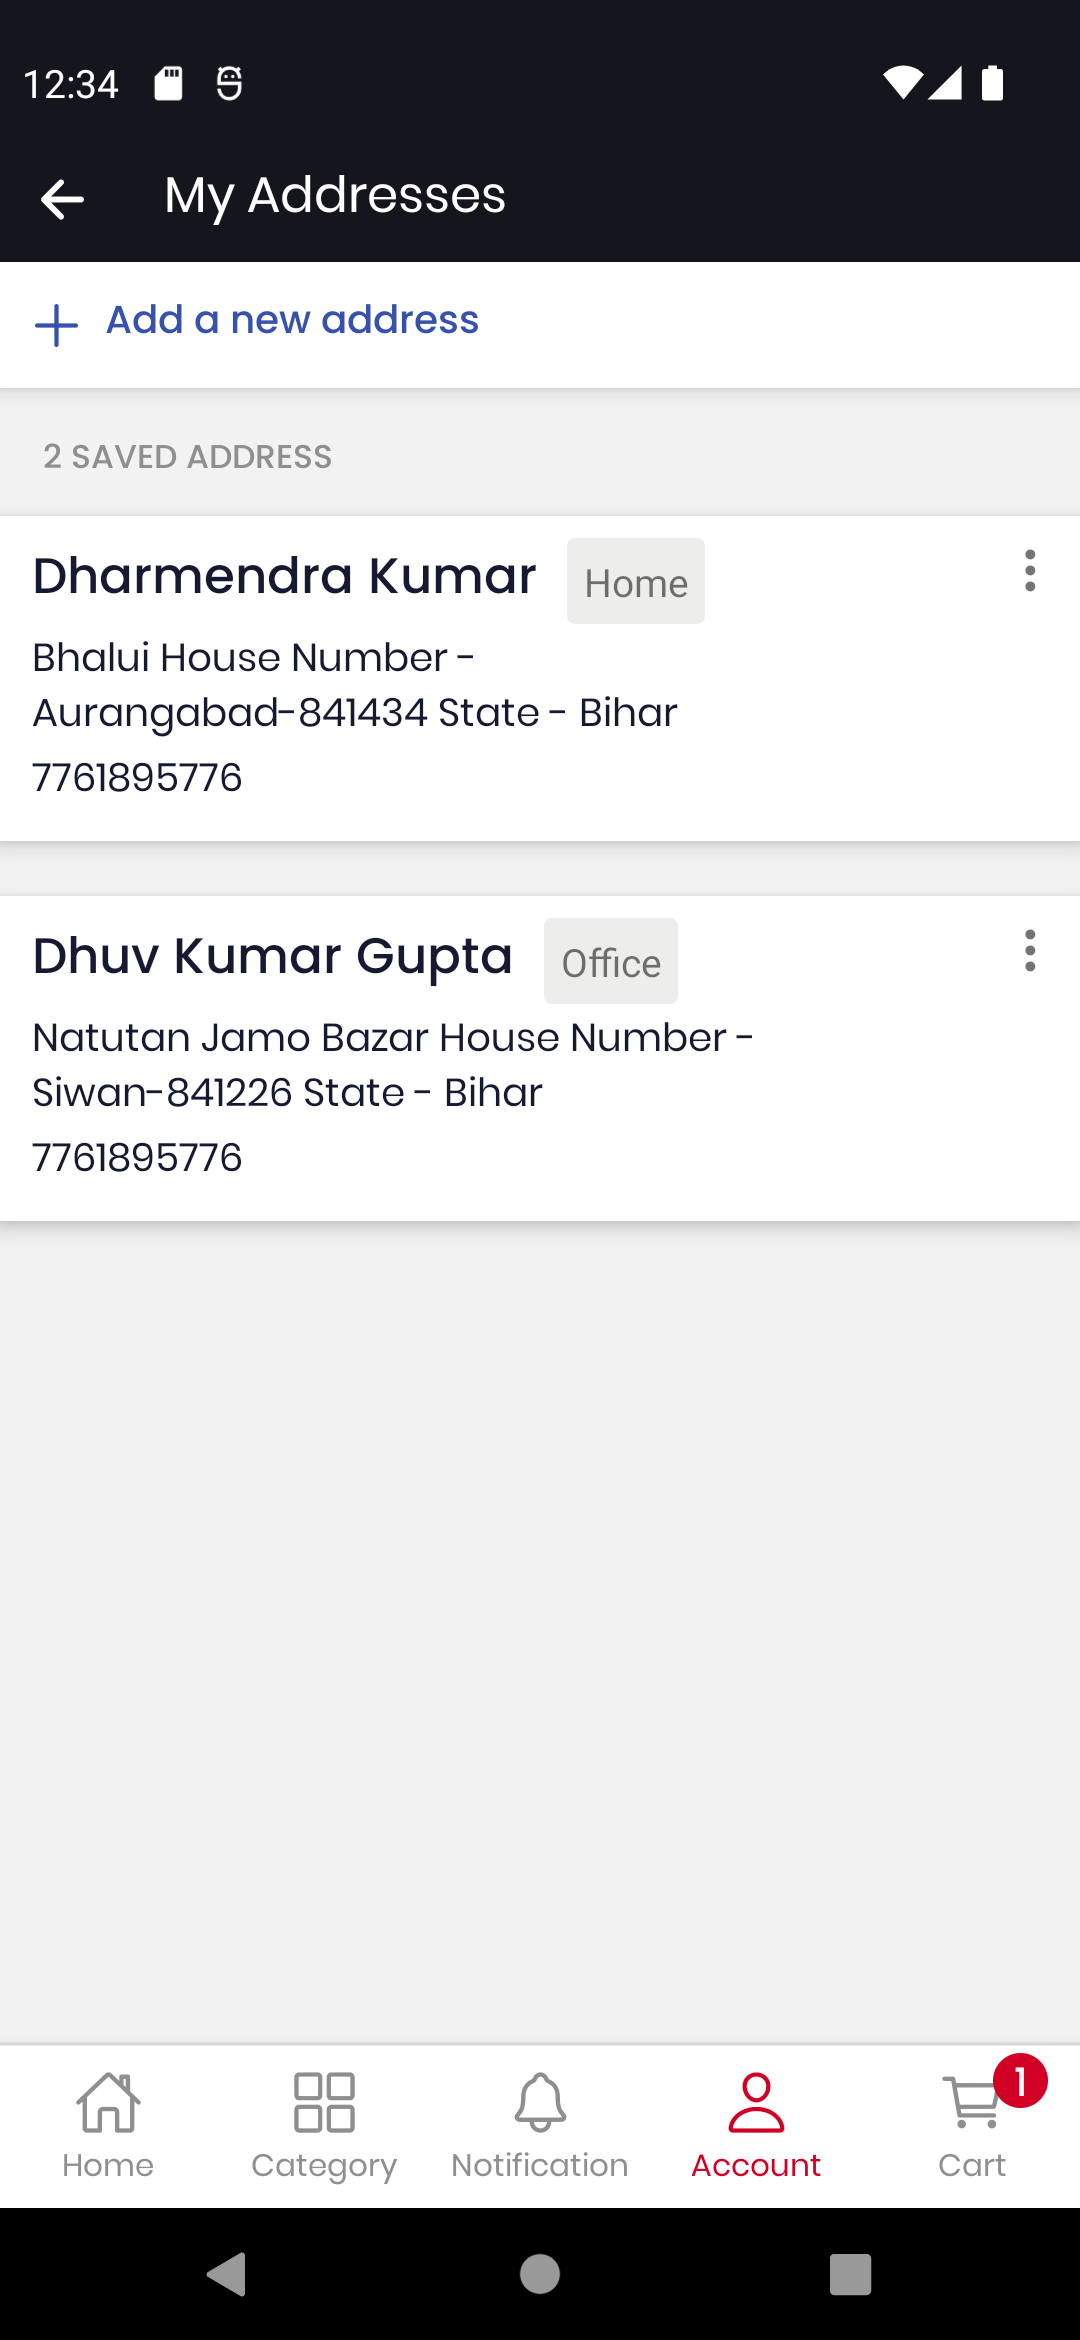 12:34
My Addresses
Add a new address
2 SAVED ADDRESS
Dharmendra Kumar Home
Bhalui House Number -
Aurangabad-841434 State - Bihar
7761895776
Dhuv Kumar Gupta Office
Natutan Jamo Bazar House Number -
Siwan-841226 State - Bihar
7761895776
1
Home Category Notification Account Cart